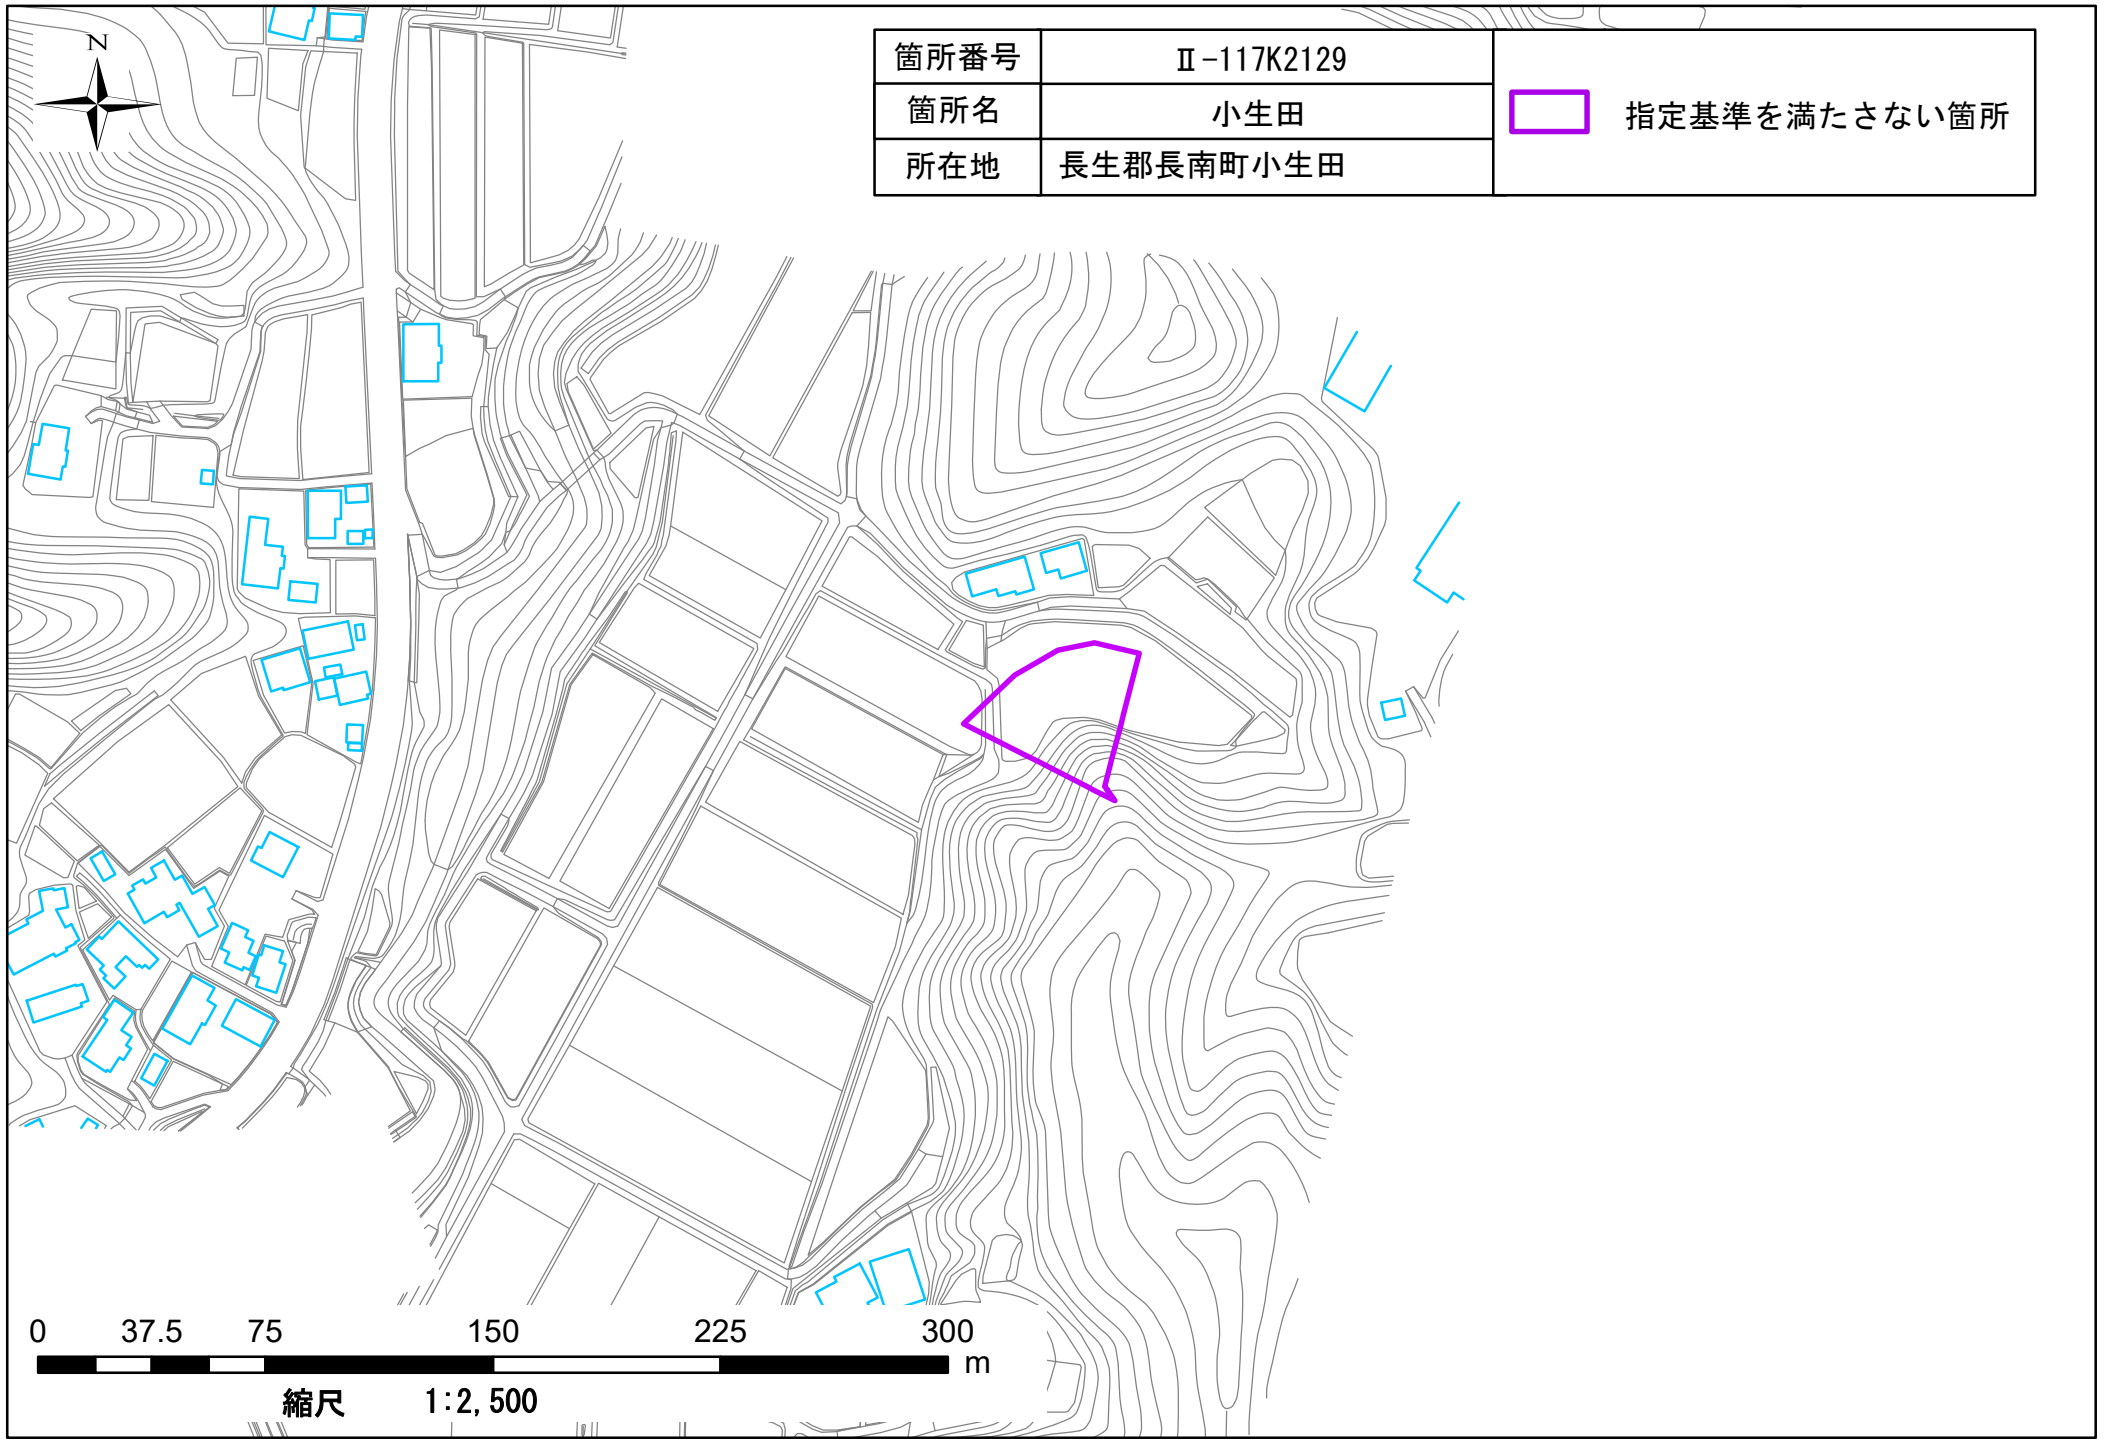 N
箇所番号 Ⅱ-117K2129
箇所名 小生田
所在地 長生郡長南町小生田
指定基準を満たさない箇所
0 37.5 75 150 225 300
m
縮尺 1:2,500